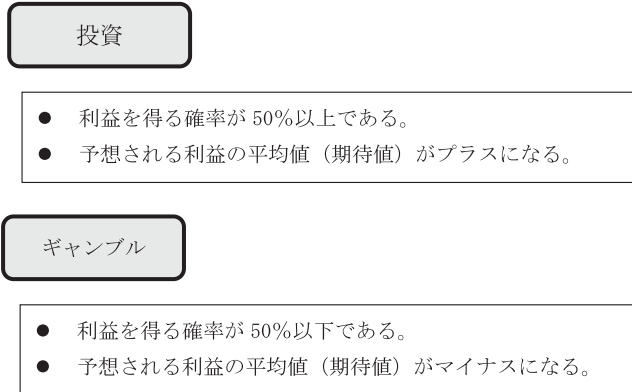 投資
● 利益を得る確率が 50%以上である。
● 予想される利益の平均値（期待値）がプラスになる。
ギャンブル
● 利益を得る確率が 50%以下である。
● 予想される利益の平均値（期待値）がマイナスになる。